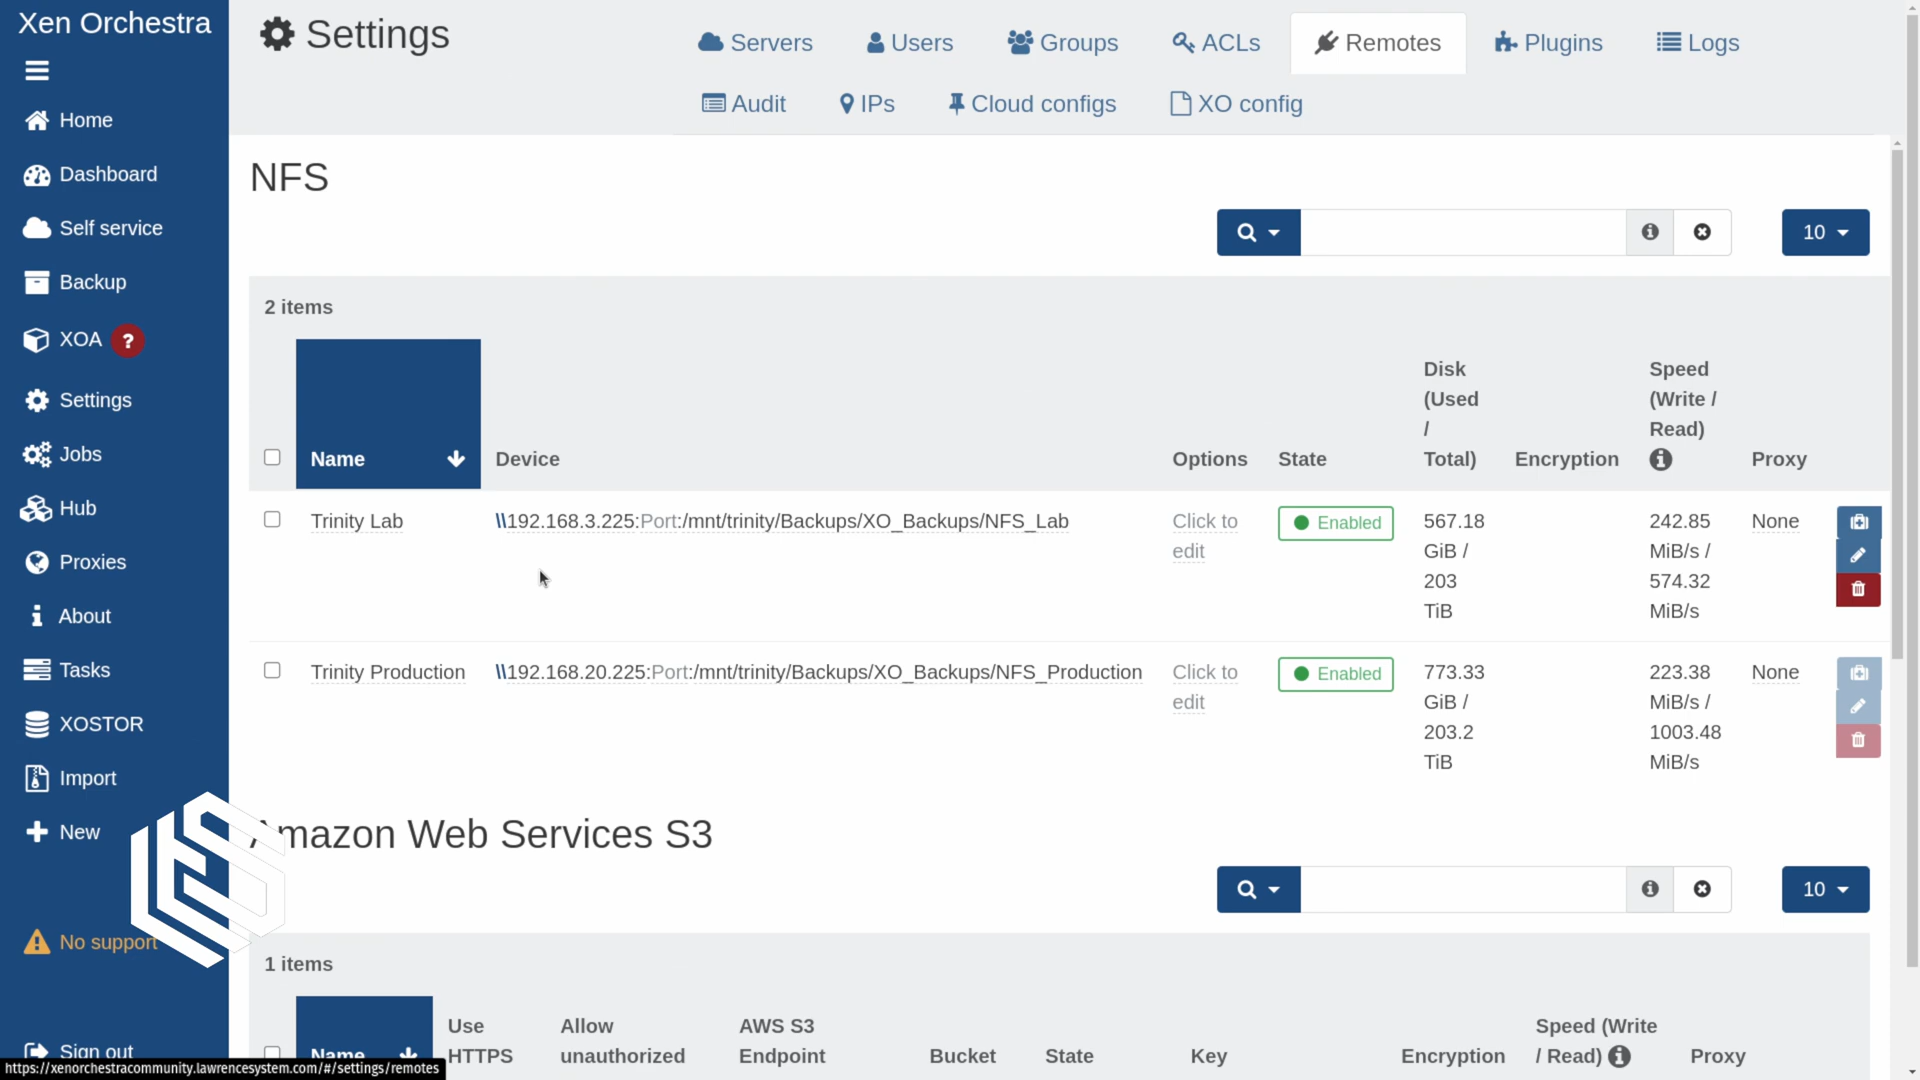 Xen Orchestra
Settings
Servers
Users
Groups
ACLs
Remotes
Plugins
Logs
Audit
IPs
Cloud configs
XO config
Home
Dashboard
Self service
Backup
XOA ?
Settings
Jobs
Hub
Proxies
About
Tasks
XOSTOR
Import
New
No support
Sign out
NFS
10
2 items
Name
Device
Options
State
Disk
(Used
/
Total)
Encryption
Speed
(Write /
Read)
Proxy
Trinity Lab
\\192.168.3.225:Port:/mnt/trinity/Backups/XO_Backups/NFS_Lab
Click to
edit
Enabled
567.18
GiB /
203
TiB
242.85
MiB/s /
574.32
MiB/s
None
Trinity Production
\\192.168.20.225:Port:/mnt/trinity/Backups/XO_Backups/NFS_Production
Click to
edit
Enabled
773.33
GiB /
203.2
TiB
223.38
MiB/s /
1003.48
MiB/s
None
Amazon Web Services S3
10
1 items
Name
Use
HTTPS
Allow
unauthorized
AWS S3
Endpoint
Bucket
State
Key
Encryption
Speed (Write
/ Read)
Proxy
https://xenorchestracommunity.lawrencesystem.com/#/settings/remotes